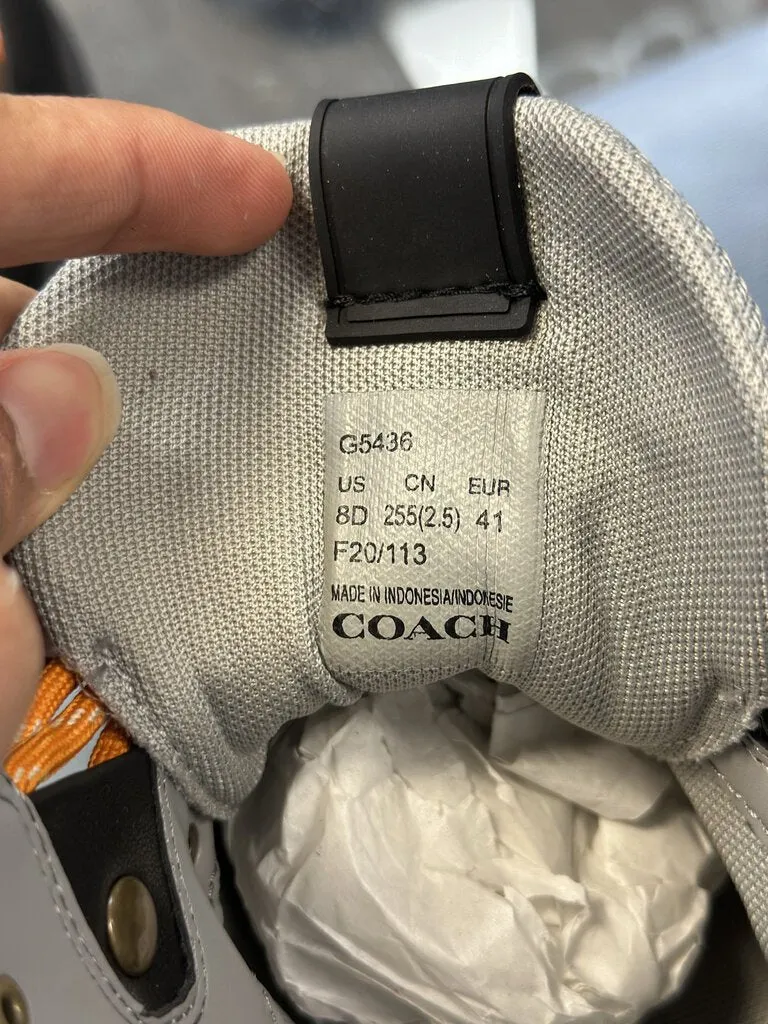 G5436
US CN EUR
8D 255(2.5) 41
F20/113
MADE IN INDONESIA/INDONESIE
COACH